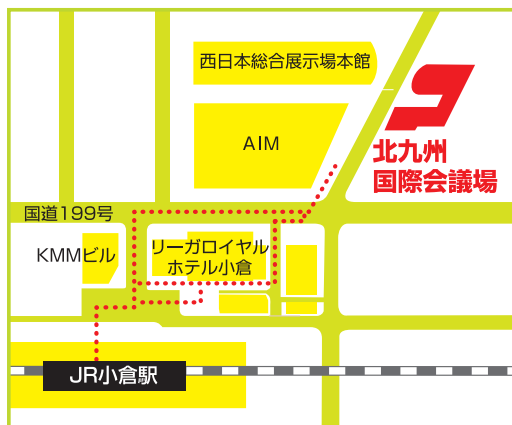 西日本総合展示場本館
AIM
北九州
国際会議場
国道199号
KMMビル
リーガロイヤル
ホテル小倉
JR小倉駅